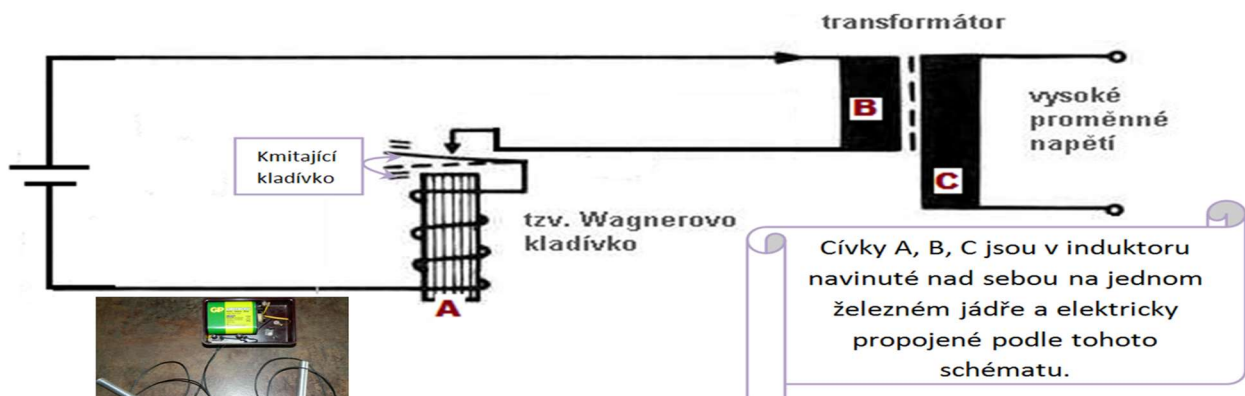 transformátor
B
vysoké
proměnné
napětí
Kmitající
kladívko
C
tzv. Wagnerovo
kladívko
A
Cívky A, B, C jsou v induktoru
navinuté nad sebou na jednom
železném jádře a elektricky
propojené podle tohoto
schématu.
GP